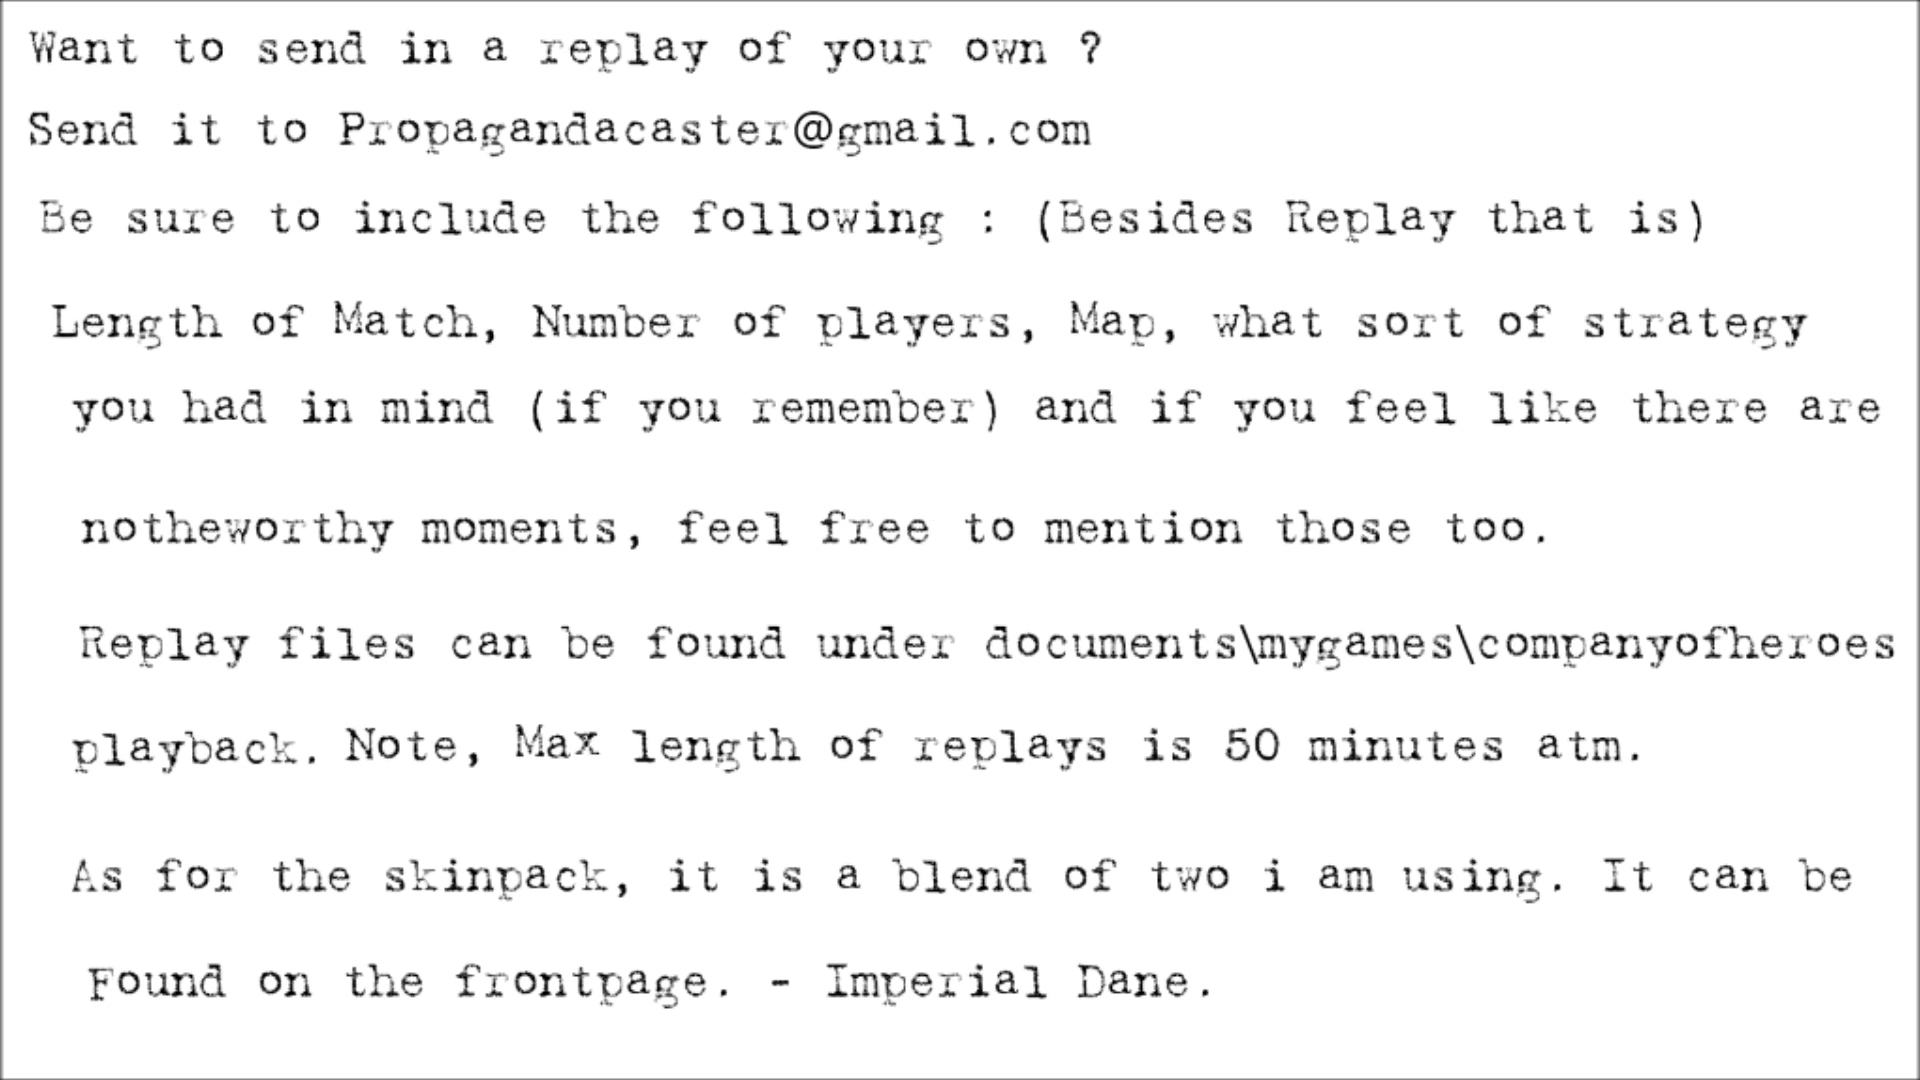 Want to send in a replay of your own ?
Send it to Propagandacaster@gmail.com
Be sure to include the following : (Besides Replay that is)
Length of Match, Number of players, Map, what sort of strategy
you had in mind (if you remember) and if you feel like there are
notheworthy moments, feel free to mention those too.
Replay files can be found under documents\mygames\companyofheroes
playback. Note, Max length of replays is 50 minutes atm.
As for the skinpack, it is a blend of two i am using. It can be
Found on the frontpage. - Imperial Dane.